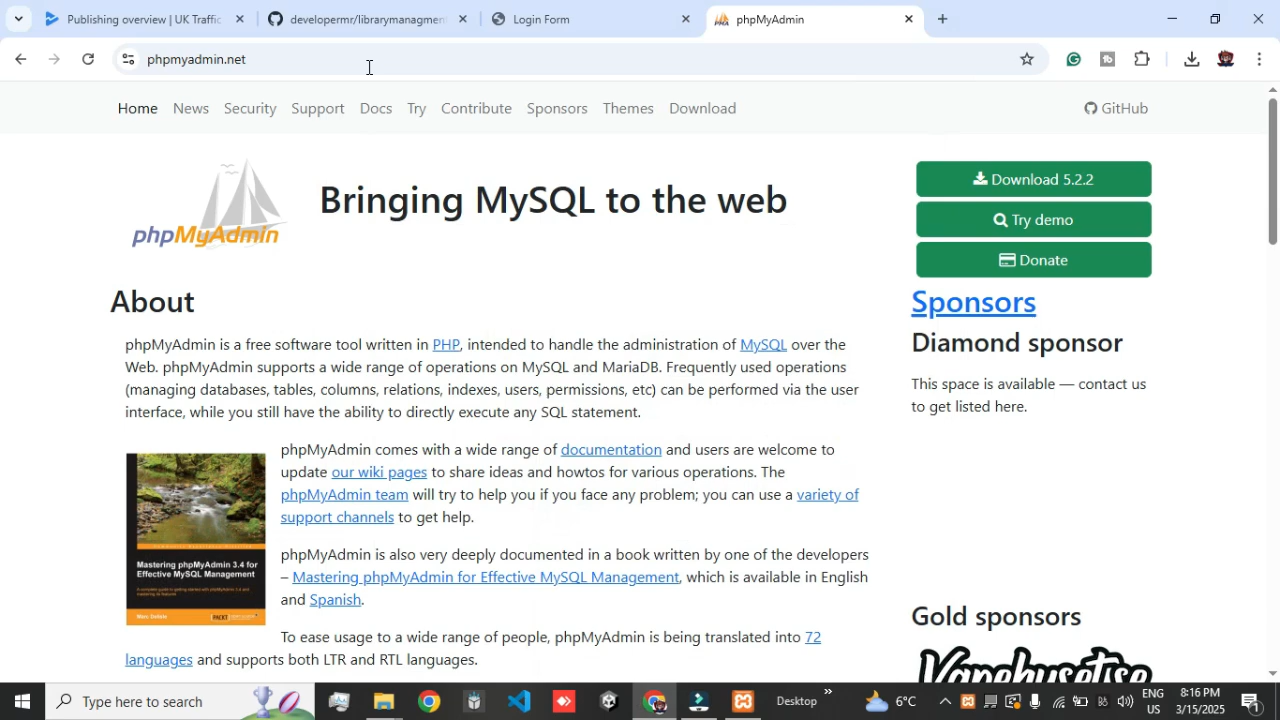 Publishing overview | UK Traffic
developermr/librarymanagment
Login Form
phpMyAdmin
phpmyadmin.net
Home News Security Support Docs Try Contribute Sponsors Themes Download GitHub
phpMyAdmin
Bringing MySQL to the web
Download 5.2.2
Try demo
Donate
About
phpMyAdmin is a free software tool written in PHP, intended to handle the administration of MySQL over the
Web. phpMyAdmin supports a wide range of operations on MySQL and MariaDB. Frequently used operations
(managing databases, tables, columns, relations, indexes, users, permissions, etc) can be performed via the user
interface, while you still have the ability to directly execute any SQL statement.
phpMyAdmin comes with a wide range of documentation and users are welcome to
update our wiki pages to share ideas and howtos for various operations. The
phpMyAdmin team will try to help you if you face any problem; you can use a variety of
support channels to get help.
Mastering phpMyAdmin 3.4 for
Effective MySQL Management
Marc Delisle
PACKT
phpMyAdmin is also very deeply documented in a book written by one of the developers
– Mastering phpMyAdmin for Effective MySQL Management, which is available in English
and Spanish.
To ease usage to a wide range of people, phpMyAdmin is being translated into 72
languages and supports both LTR and RTL languages.
Sponsors
Diamond sponsor
This space is available — contact us
to get listed here.
Gold sponsors
Type here to search
Desktop
6°C
ENG
US
8:16 PM
3/15/2025